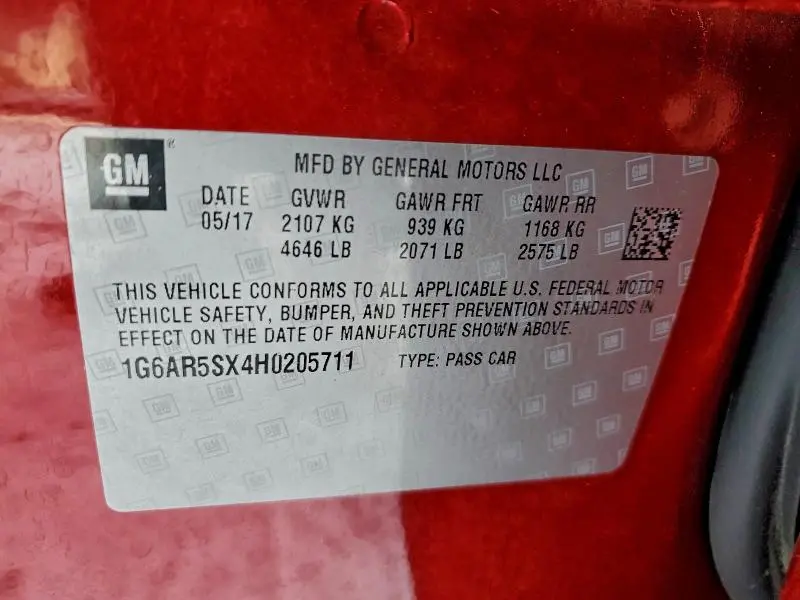 GM
MFD BY GENERAL MOTORS LLC
DATE GVWR GAWR FRT GAWR RR
05/17 2107 KG 939 KG 1168 KG
4646 LB 2071 LB 2575 LB
THIS VEHICLE CONFORMS TO ALL APPLICABLE U.S. FEDERAL MOTOR
VEHICLE SAFETY, BUMPER, AND THEFT PREVENTION STANDARDS IN
EFFECT ON THE DATE OF MANUFACTURE SHOWN ABOVE.
1G6AR5SX4H0205711 TYPE: PASS CAR